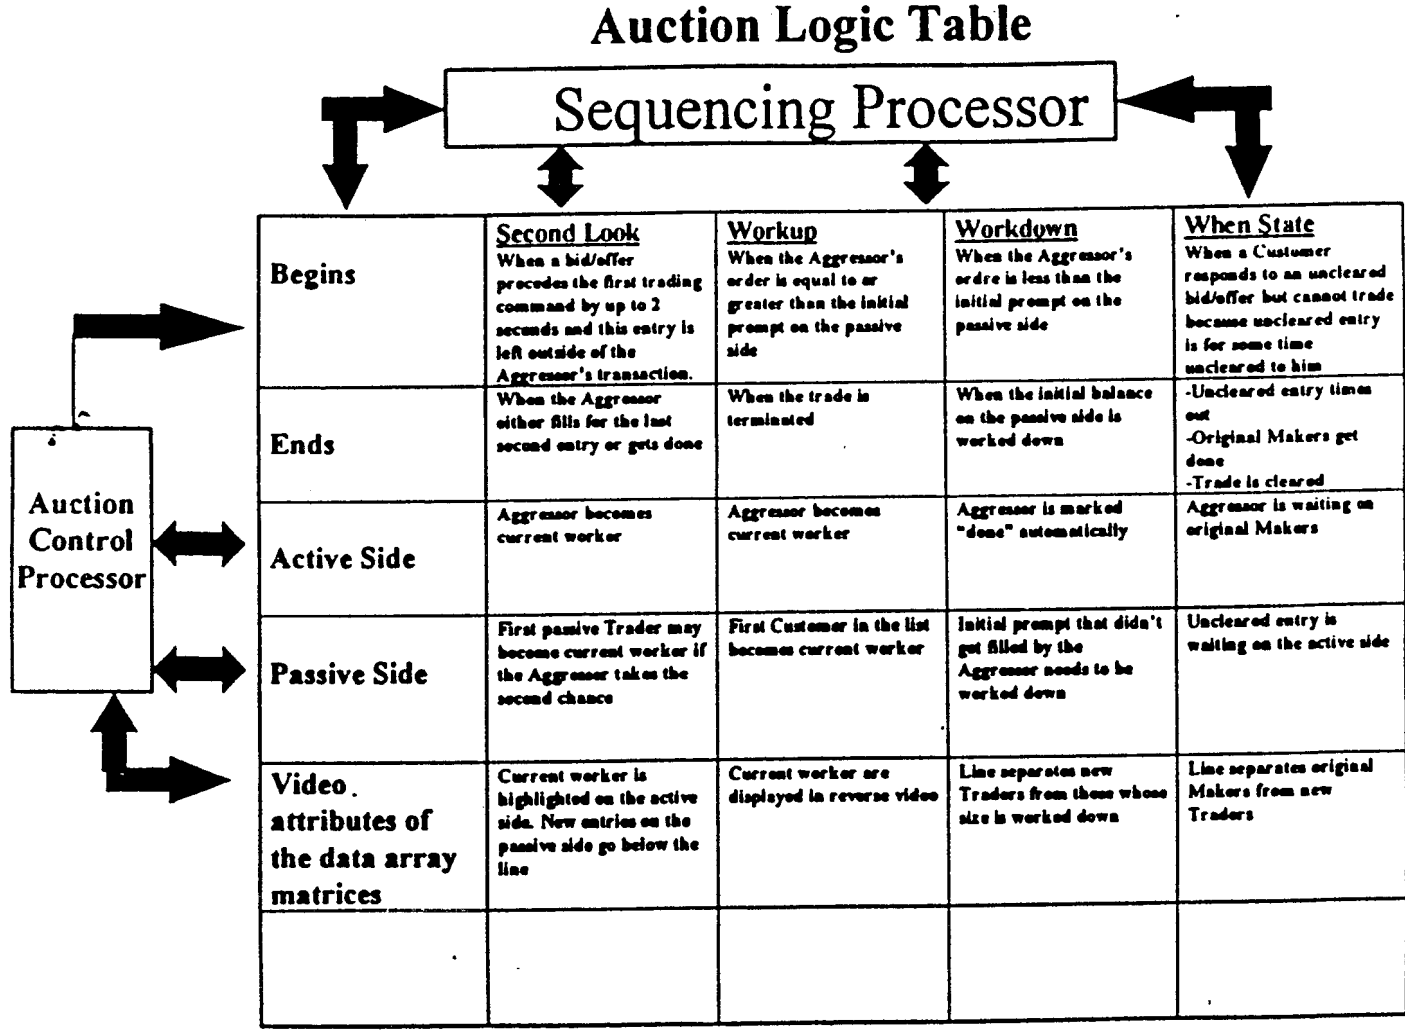 Auction Logic Table
Sequencing Processor
Begins
Second Look
When a bid/offer
precedes the first trading
command by up to 2
seconds and this entry is
left outside of the
Aggressor's transaction.
Workup
When the Aggressor's
order is equal to or
greater than the initial
prompt on the passive
side
Workdown
When the Aggressor's
ordre is less than the
initial prompt on the
passive side
When State
When a Customer
responds to an uncleared
bid/offer but cannot trade
because uncleared entry
is for some time
uncleared to him
Ends
When the Aggressor
either fills for the last
second entry or gets done
When the trade is
terminated
When the initial balance
on the passive side is
worked down
-Uncleared entry times
out
-Original Makers get
done
-Trade is cleared
Auction
Control
Processor
Active Side
Aggressor becomes
current worker
Aggressor becomes
current worker
Aggressor is marked
"done" automatically
Aggressor is waiting on
original Makers
Passive Side
First passive Trader may
become current worker if
the Aggressor takes the
second chance
First Customer in the list
becomes current worker
Initial prompt that didn't
get filled by the
Aggressor needs to be
worked down
Uncleared entry is
waiting on the active side
Video
attributes of
the data array
matrices
Current worker is
highlighted on the active
side. New entries on the
passive side go below the
line
Current worker are
displayed in reverse video
Line separates new
Traders from those whose
size is worked down
Line separates original
Makers from new
Traders